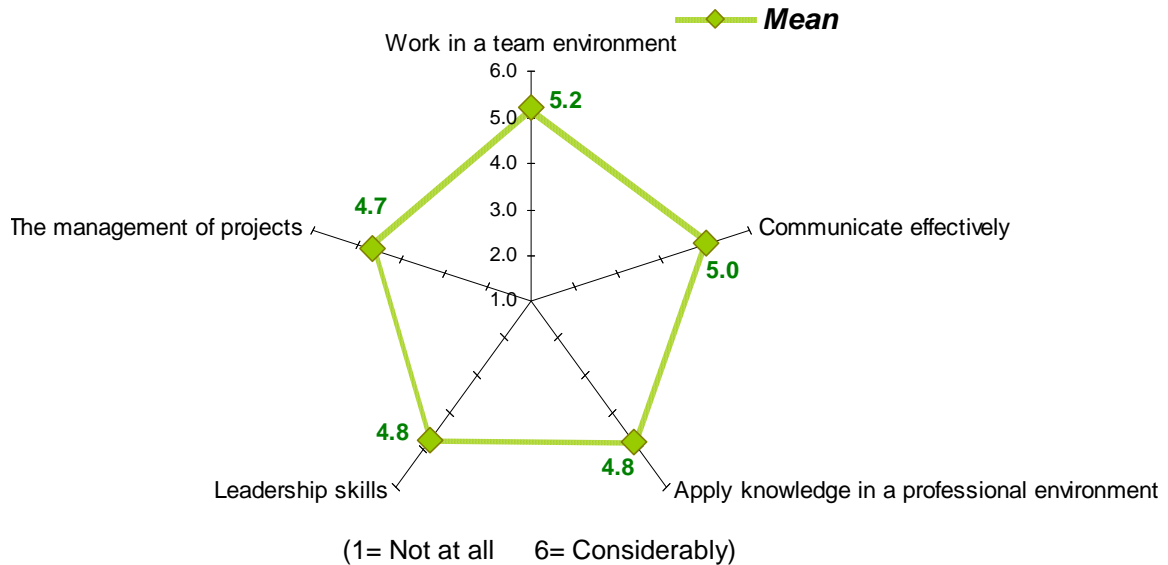 Mean
Work in a team environment
6.0
5.2
5.0
4.0
4.7
3.0
The management of projects
Communicate effectively
2.0
5.0
1.0
4.8
4.8
Leadership skills
Apply knowledge in a professional environment
(1= Not at all 6= Considerably)